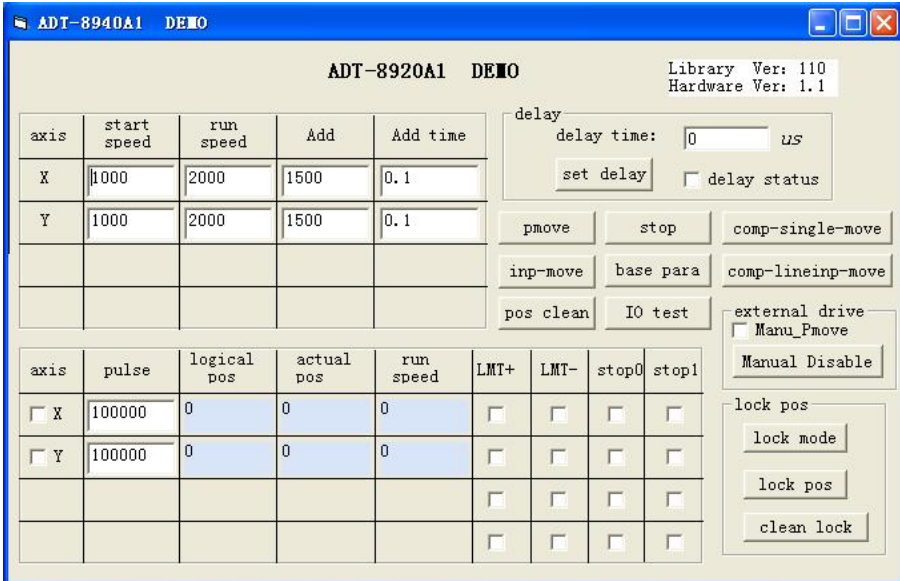 ADT-8940A1 DEMO
ADT-8920A1 DEMO
Library Ver: 110
Hardware Ver: 1.1
axis start speed run speed Add Add time
X 1000 2000 1500 0.1
Y 1000 2000 1500 0.1
delay
delay time: 0 us
set delay delay status
pmove stop comp-single-move
inp-move base para comp-lineinp-move
pos clean IO test
external drive
Manu_Pmove
Manual Disable
axis pulse logical pos actual pos run speed LMT+ LMT- stop0 stop1
X 100000 0 0 0
Y 100000 0 0 0
lock pos
lock mode
lock pos
clean lock